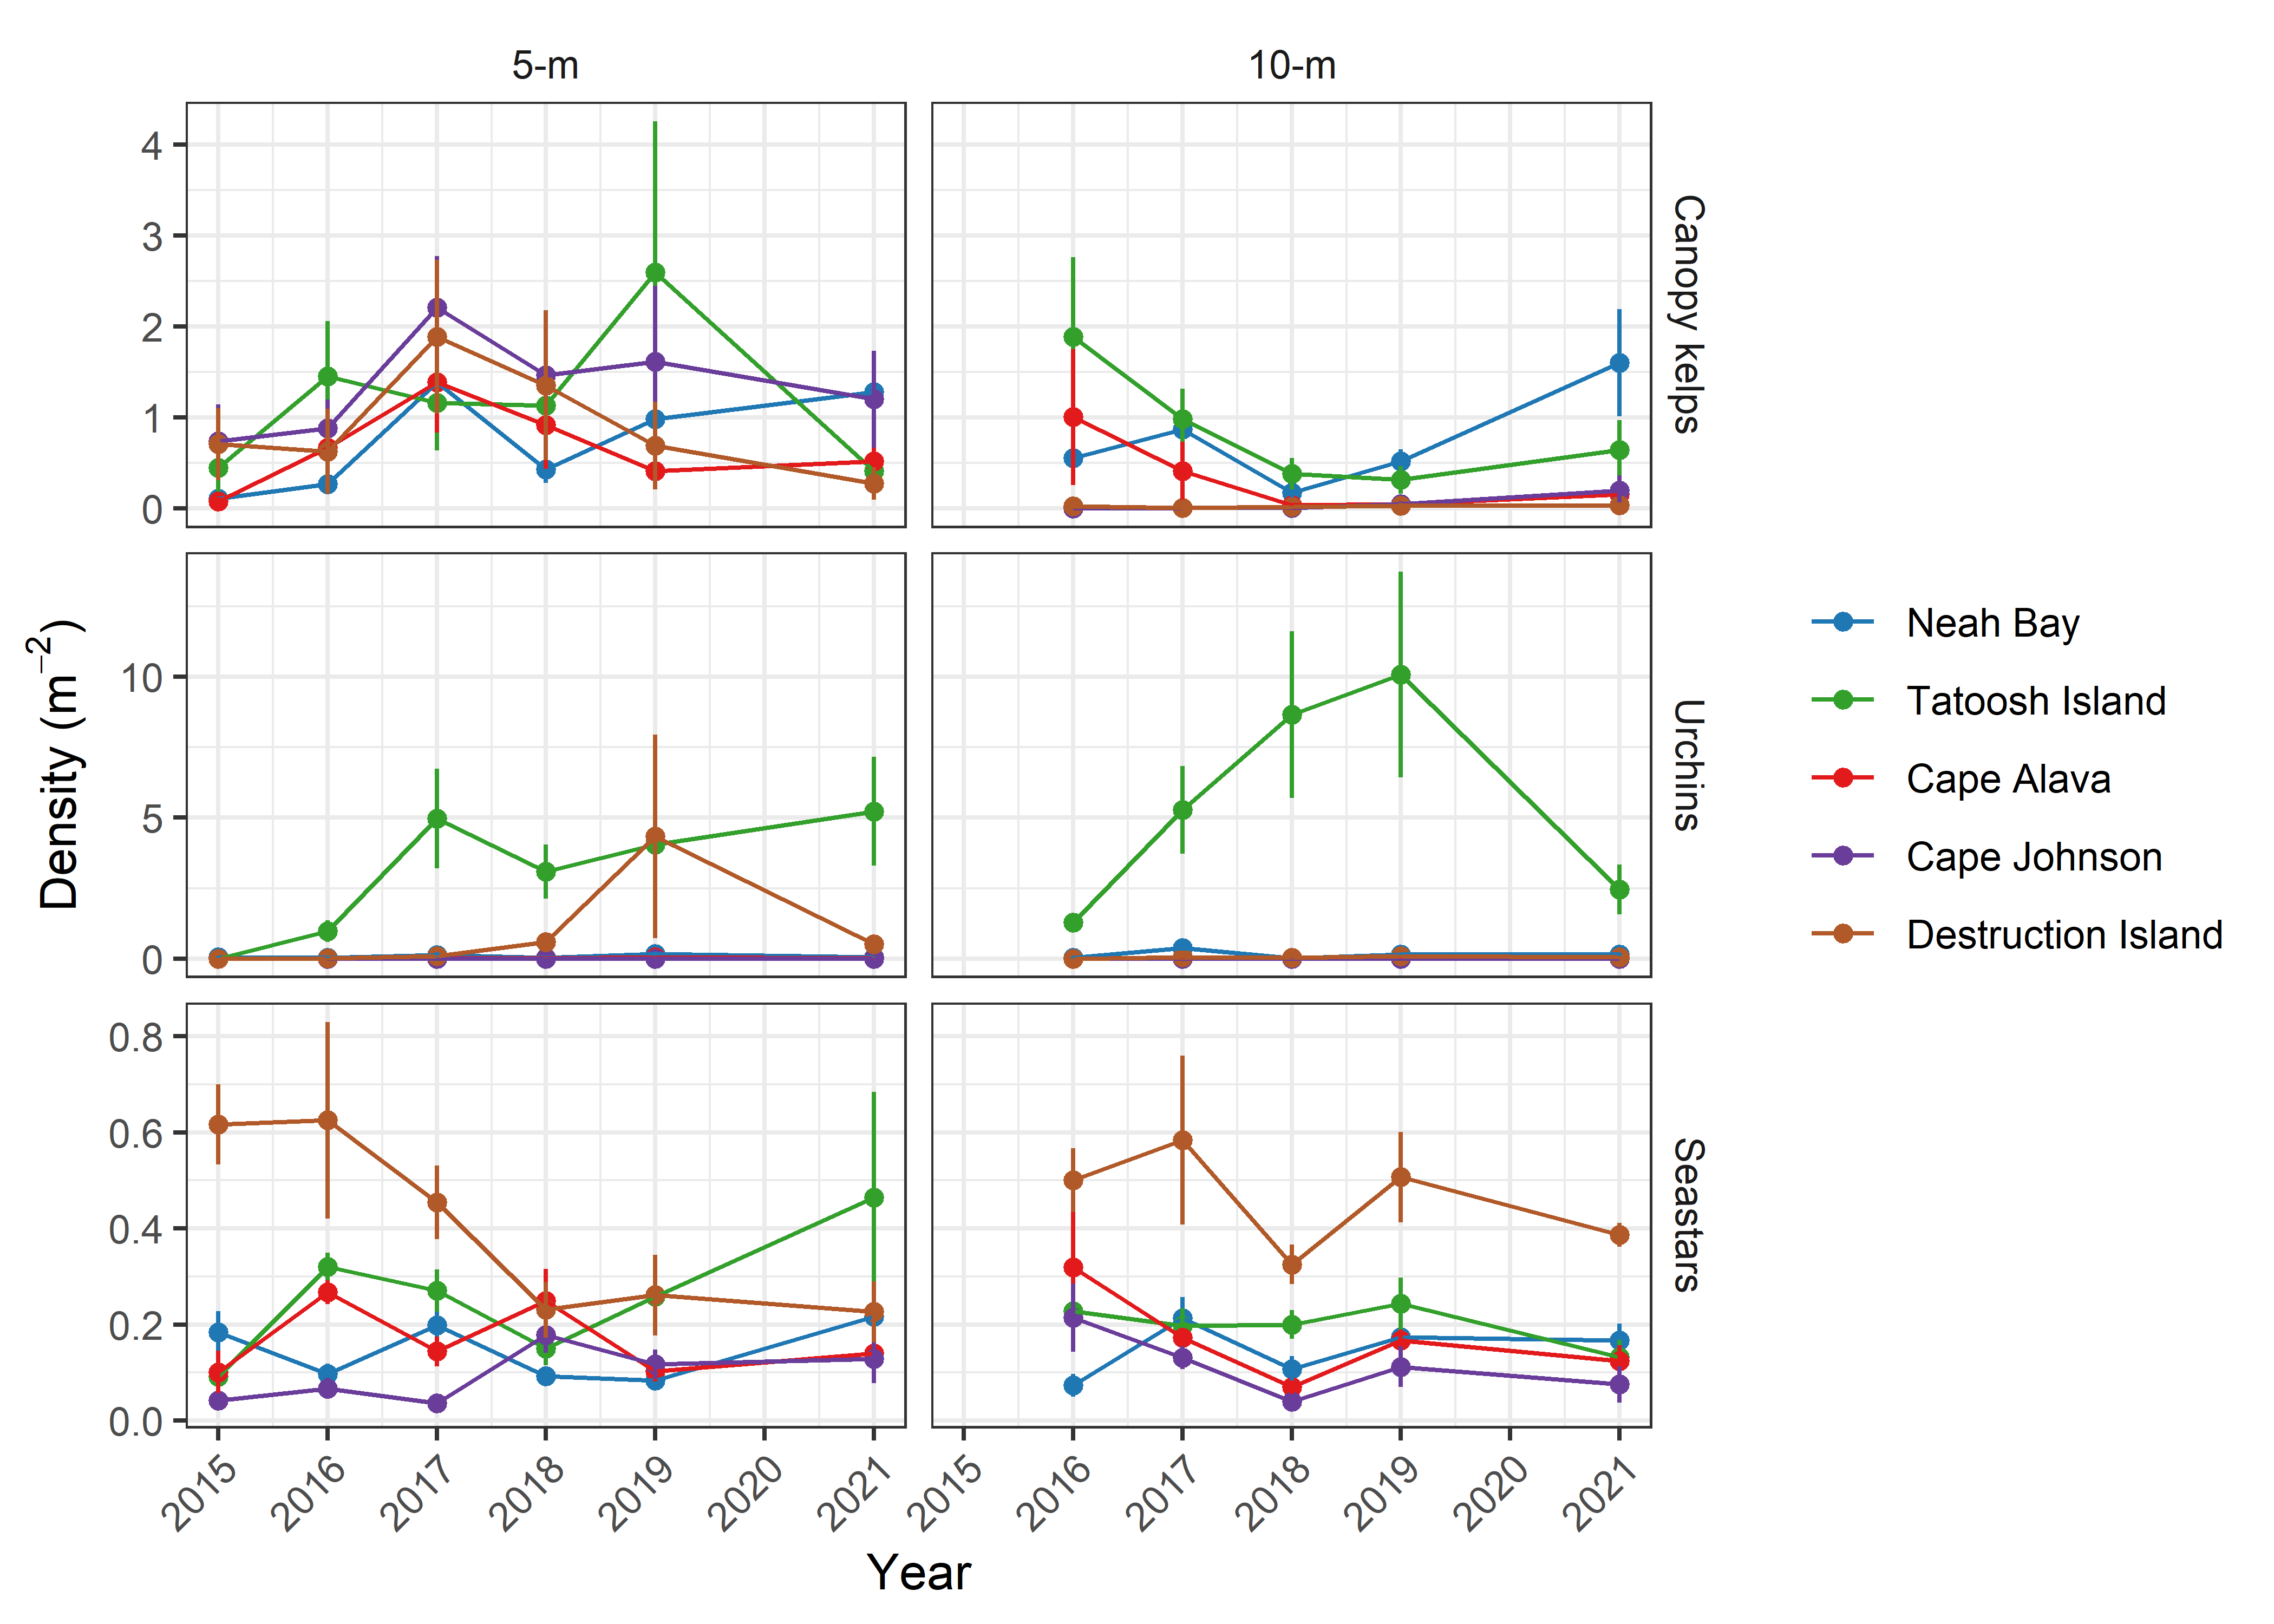 5-m 10-m
4
3
2
1
0
Canopy kelps
10
5
0
Urchins
0.8
0.6
0.4
0.2
0.0
Seastars
Density (m⁻²)
2015 2016 2017 2018 2019 2020 2021 2015 2016 2017 2018 2019 2020 2021
Year
Neah Bay
Tatoosh Island
Cape Alava
Cape Johnson
Destruction Island